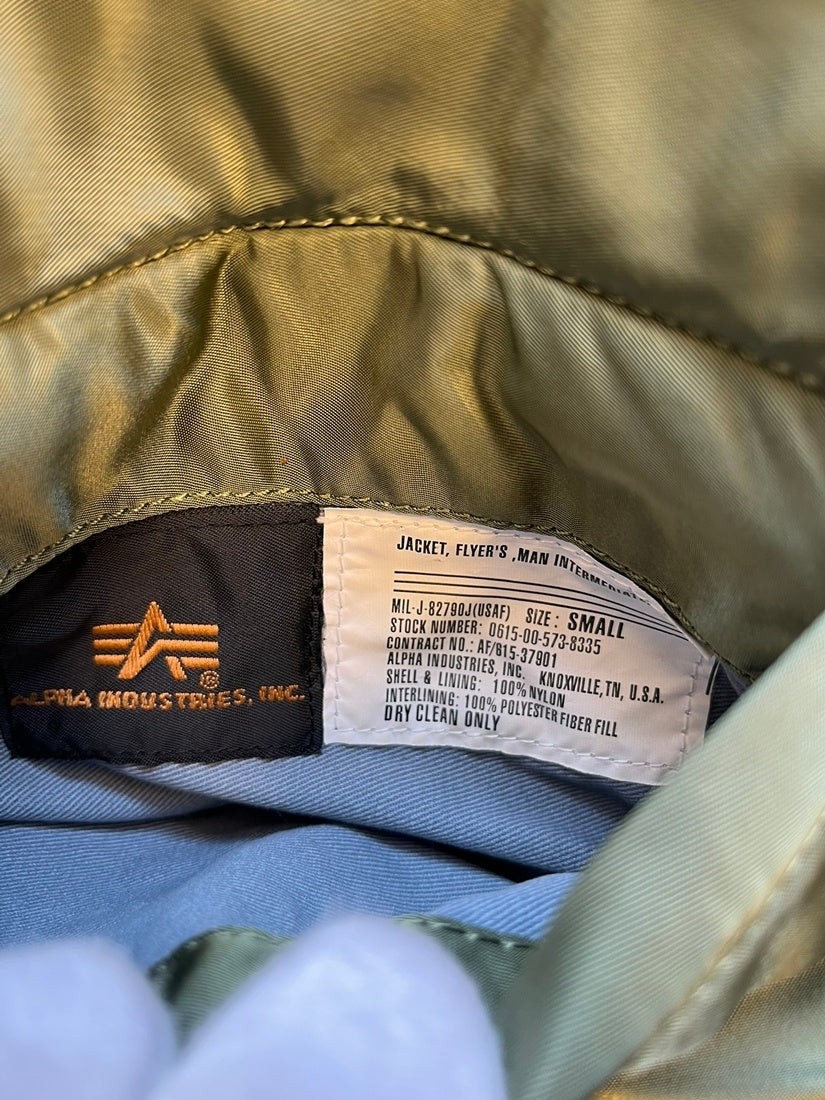 ALPHA INDUSTRIES, INC.
®
JACKET, FLYER'S ,MAN INTERMEDIATE
MIL-J-82790J(USAF) SIZE: SMALL
STOCK NUMBER: 0615-00-573-8335
CONTRACT NO.: AF/615-37901
ALPHA INDUSTRIES, INC. KNOXVILLE, TN, U.S.A.
SHELL & LINING: 100% NYLON
INTERLINING: 100% POLYESTER FIBER FILL
DRY CLEAN ONLY